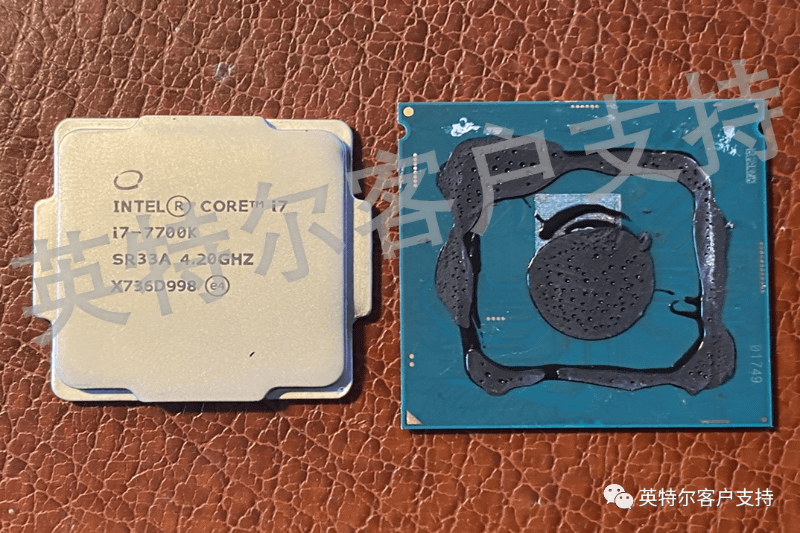 INTEL® CORE™ i7
i7-7700K
SR33A 4.20GHZ
X736D998 e4
01749
英特尔客户支持
英特尔客户支持